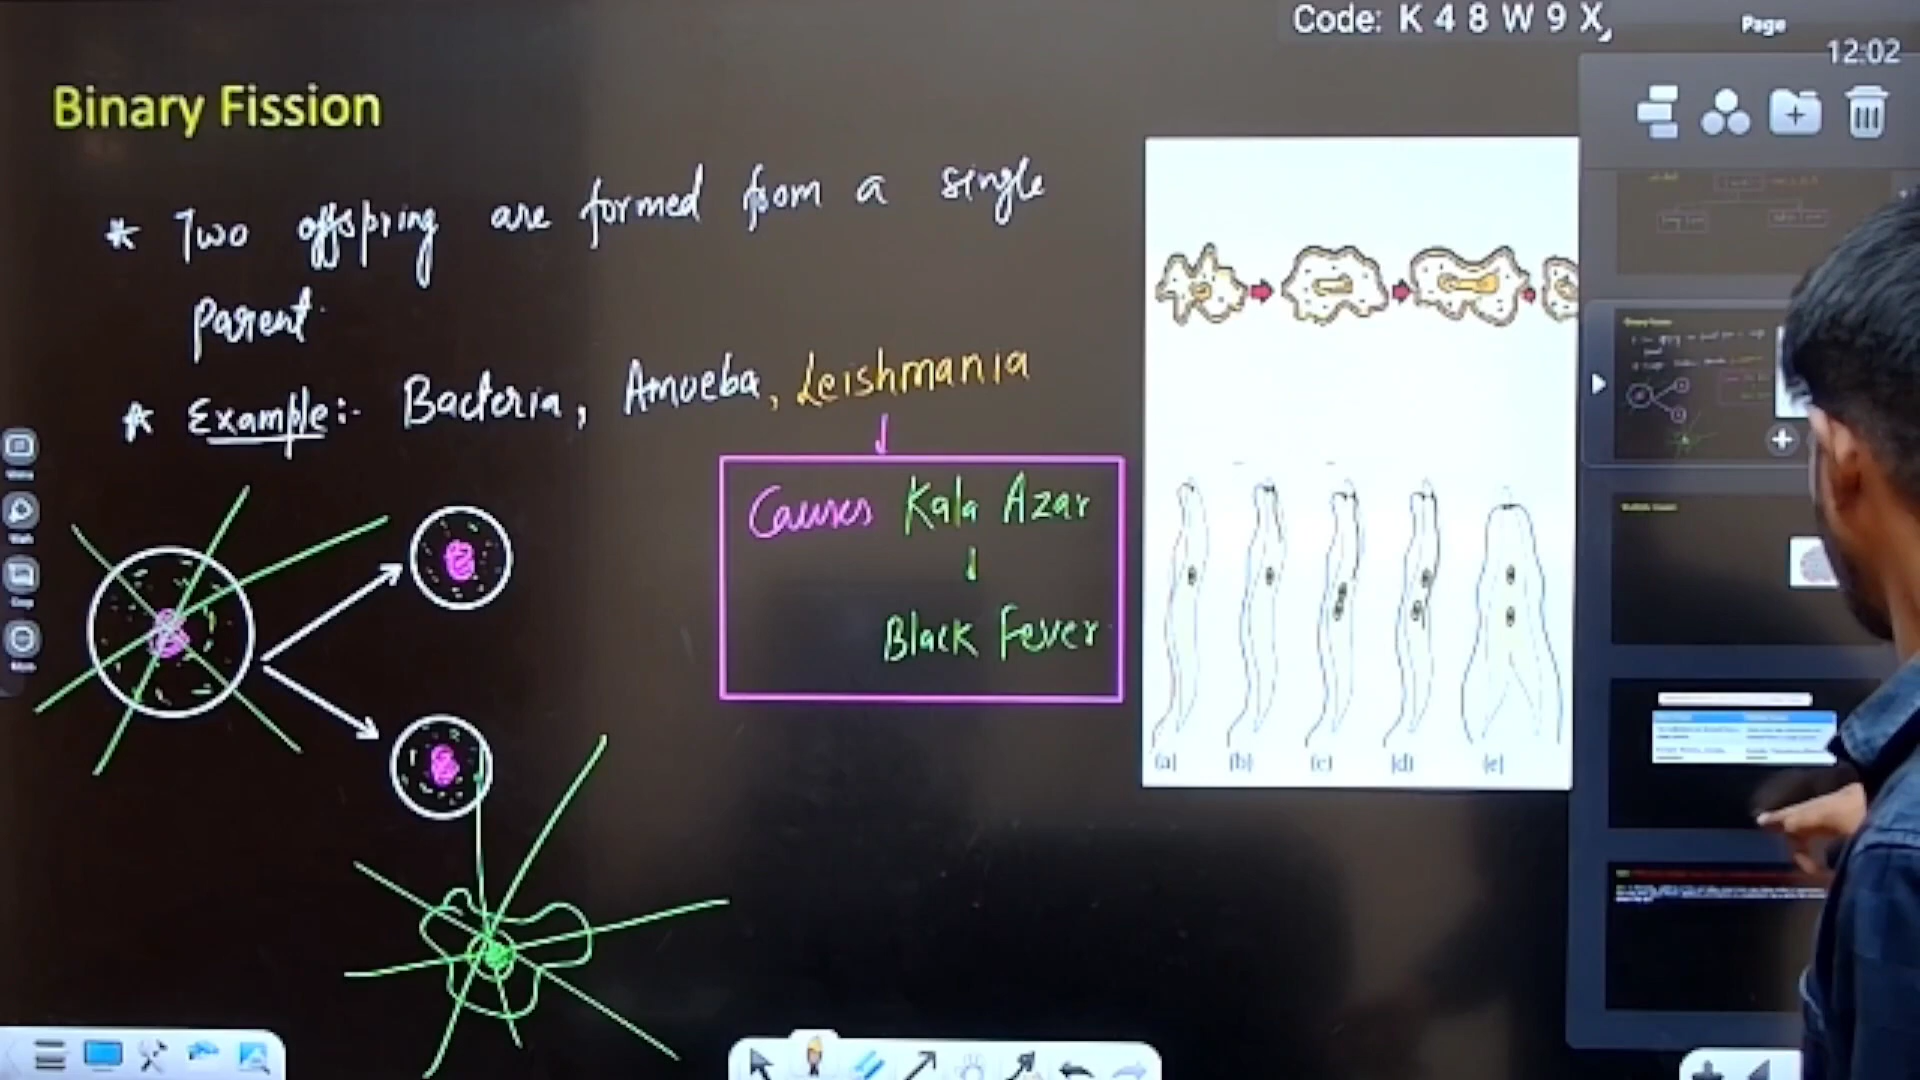 Code: K 4 8 W 9 X
Page
12:02
Binary Fission
* Two offspring are formed from a single
parent.
* Example:- Bacteria, Amoeba, Leishmania
↓
Causes Kala Azar
↓
Black Fever
(a) (b) (c) (d) (e)